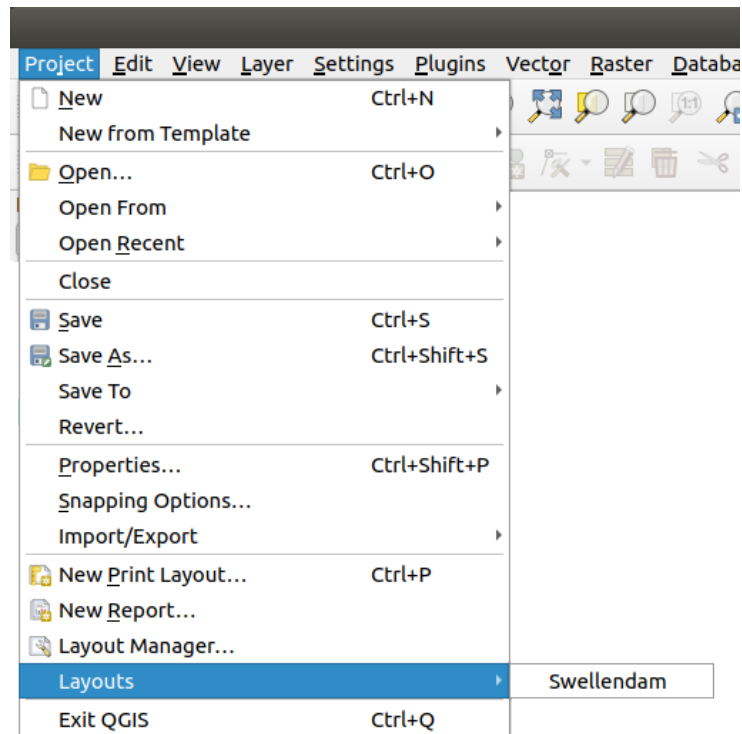 Project Edit View Layer Settings Plugins Vector Raster Databa
New Ctrl+N
New from Template
Open... Ctrl+O
Open From
Open Recent
Close
Save Ctrl+S
Save As... Ctrl+Shift+S
Save To
Revert...
Properties... Ctrl+Shift+P
Snapping Options...
Import/Export
New Print Layout... Ctrl+P
New Report...
Layout Manager...
Layouts Swellendam
Exit QGIS Ctrl+Q